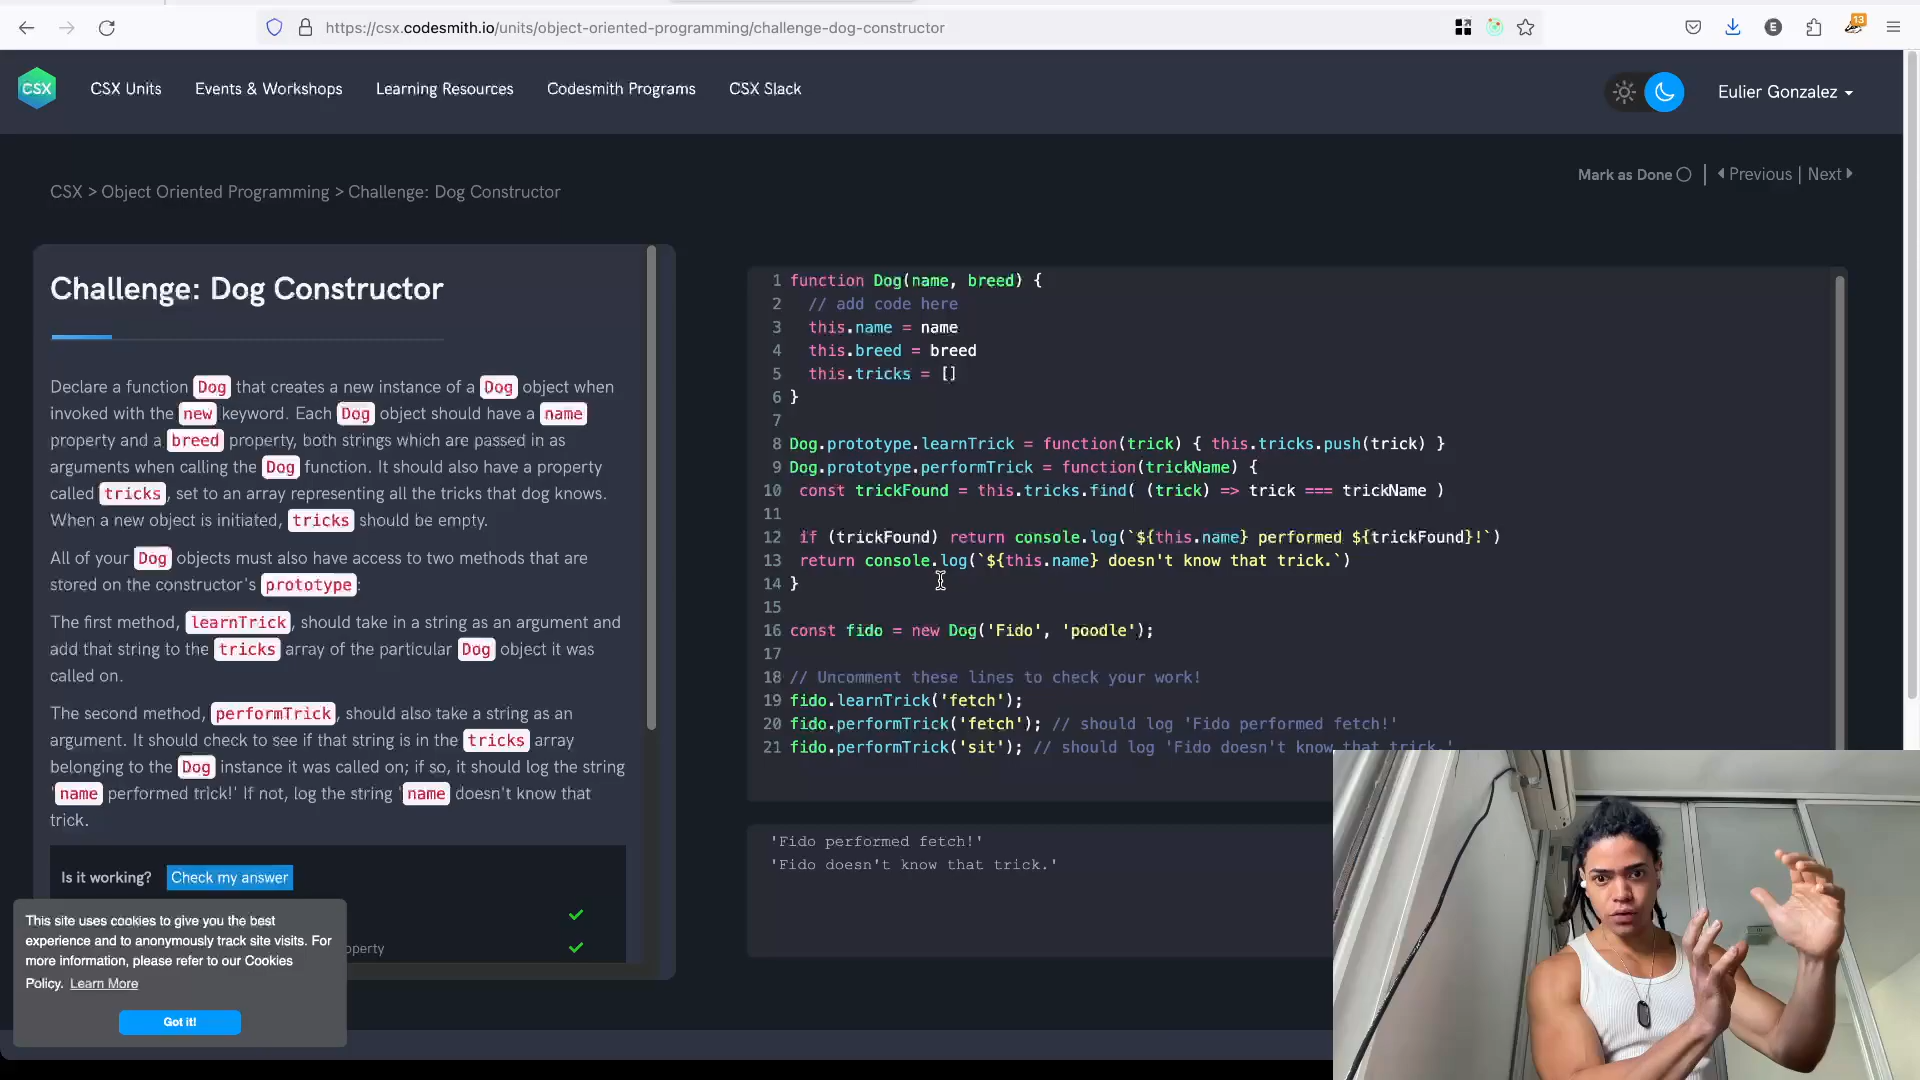 https://csx.codesmith.io/units/object-oriented-programming/challenge-dog-constructor
E
13
CSX
CSX Units
Events & Workshops
Learning Resources
Codesmith Programs
CSX Slack
Eulier Gonzalez
CSX > Object Oriented Programming > Challenge: Dog Constructor
Mark as Done
Previous | Next
Challenge: Dog Constructor
Declare a function Dog that creates a new instance of a Dog object when
invoked with the new keyword. Each Dog object should have a name
property and a breed property, both strings which are passed in as
arguments when calling the Dog function. It should also have a property
called tricks, set to an array representing all the tricks that dog knows.
When a new object is initiated, tricks should be empty.
All of your Dog objects must also have access to two methods that are
stored on the constructor's prototype:
The first method, learnTrick, should take in a string as an argument and
add that string to the tricks array of the particular Dog object it was
called on.
The second method, performTrick, should also take a string as an
argument. It should check to see if that string is in the tricks array
belonging to the Dog instance it was called on; if so, it should log the string
'name performed trick!' If not, log the string 'name doesn't know that
trick.
Is it working? Check my answer
operty
This site uses cookies to give you the best
experience and to anonymously track site visits. For
more information, please refer to our Cookies
Policy. Learn More
Got it!
1 function Dog(name, breed) {
2 // add code here
3 this.name = name
4 this.breed = breed
5 this.tricks = []
6 }
7
8 Dog.prototype.learnTrick = function(trick) { this.tricks.push(trick) }
9 Dog.prototype.performTrick = function(trickName) {
10 const trickFound = this.tricks.find( (trick) => trick === trickName )
11
12 if (trickFound) return console.log(`${this.name} performed ${trickFound}!`)
13 return console.log(`${this.name} doesn't know that trick.`)
14 }
15
16 const fido = new Dog('Fido', 'poodle');
17
18 // Uncomment these lines to check your work!
19 fido.learnTrick('fetch');
20 fido.performTrick('fetch'); // should log 'Fido performed fetch!'
21 fido.performTrick('sit'); // should log 'Fido doesn't know that trick.'
'Fido performed fetch!'
'Fido doesn't know that trick.'